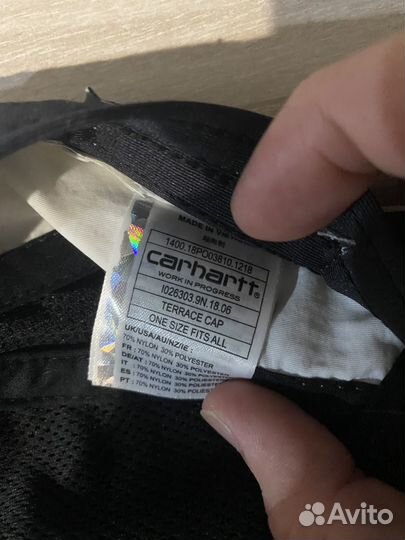 MADE IN VIETNAM
1400.18PO03810.1218
carhartt
WORK IN PROGRESS
I026303.9N.18.06
TERRACE CAP
ONE SIZE FITS ALL
UK/USA/AU/NZ/IE:
70% NYLON 30% POLYESTER
FR : 70% NYLON 30% POLYESTER
DE/AT : 70% NYLON 30% POLYESTER
IT : 70% NYLON 30% POLYESTER
ES : 70% NYLON 30% POLYESTER
PT : 70% NYLON 30% POLYESTER
Avito